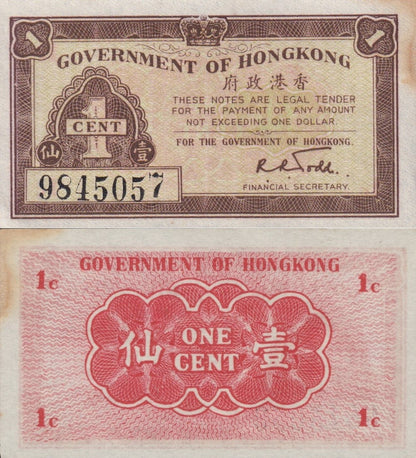 1 1
GOVERNMENT OF HONGKONG
府政港香
THESE NOTES ARE LEGAL TENDER
FOR THE PAYMENT OF ANY AMOUNT
NOT EXCEEDING ONE DOLLAR
FOR THE GOVERNMENT OF HONGKONG.
1
CENT
仙 壹
9845057
R R Todd.
FINANCIAL SECRETARY.
GOVERNMENT OF HONGKONG
1c 1c
仙 ONE 壹
CENT
1c 1c